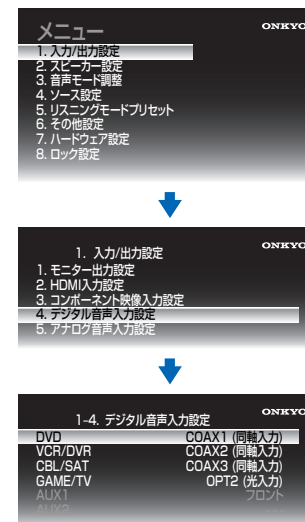 メニュー
ONKYO
1. 入力/出力設定
2. スピーカー設定
3. 音声モード調整
4. ソース設定
5. リスニングモードプリセット
6. その他設定
7. ハードウェア設定
8. ロック設定
ONKYO
1. 入力/出力設定
1. モニター出力設定
2. HDMI入力設定
3. コンポーネント映像入力設定
4. デジタル音声入力設定
5. アナログ音声入力設定
ONKYO
1-4. デジタル音声入力設定
DVD COAX1 (同軸入力)
VCR/DVR COAX2 (同軸入力)
CBL/SAT COAX3 (同軸入力)
GAME/TV OPT2 (光入力)
AUX1 フロント
AUX2 ---